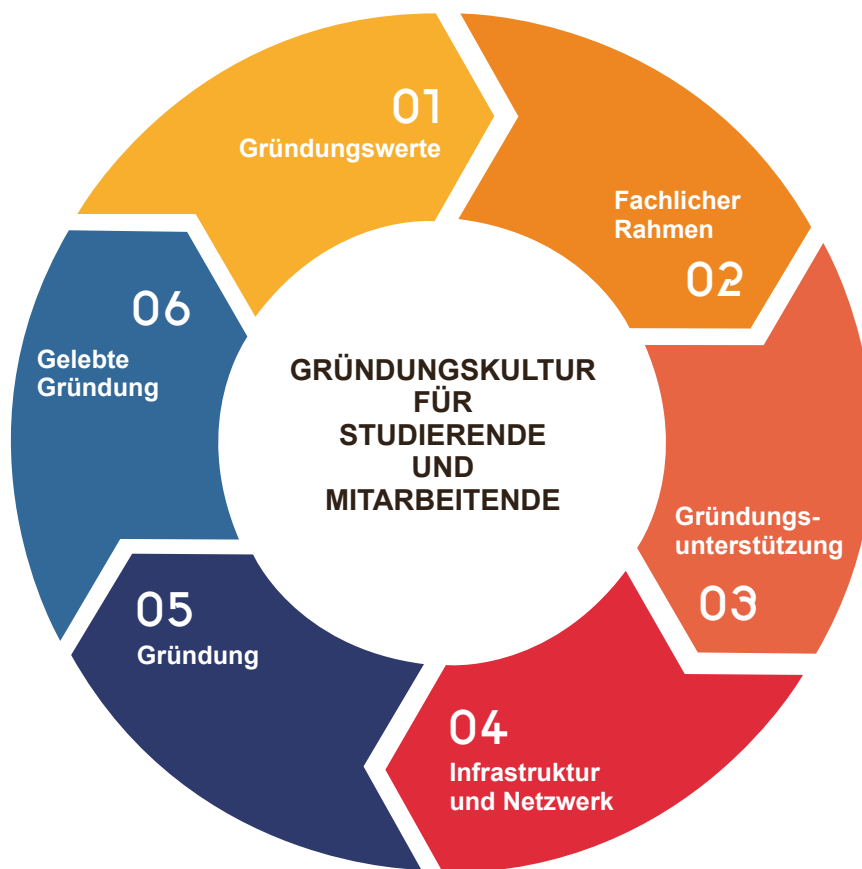 01
Gründungswerte
Fachlicher
Rahmen
02
Gründungs-
unterstützung
03
04
Infrastruktur
und Netzwerk
05
Gründung
06
Gelebte
Gründung
GRÜNDUNGSKULTUR
FÜR
STUDIERENDE
UND
MITARBEITENDE